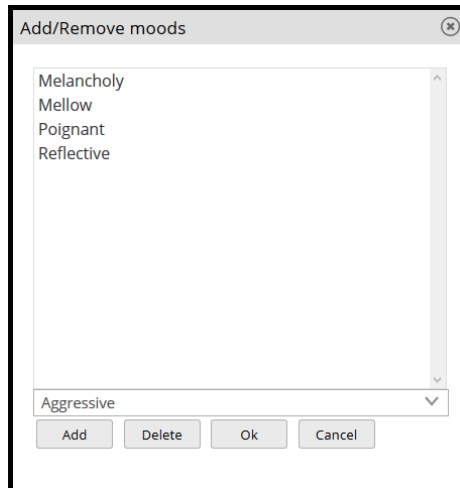 Add/Remove moods
Melancholy
Mellow
Poignant
Reflective
Aggressive
Add Delete Ok Cancel